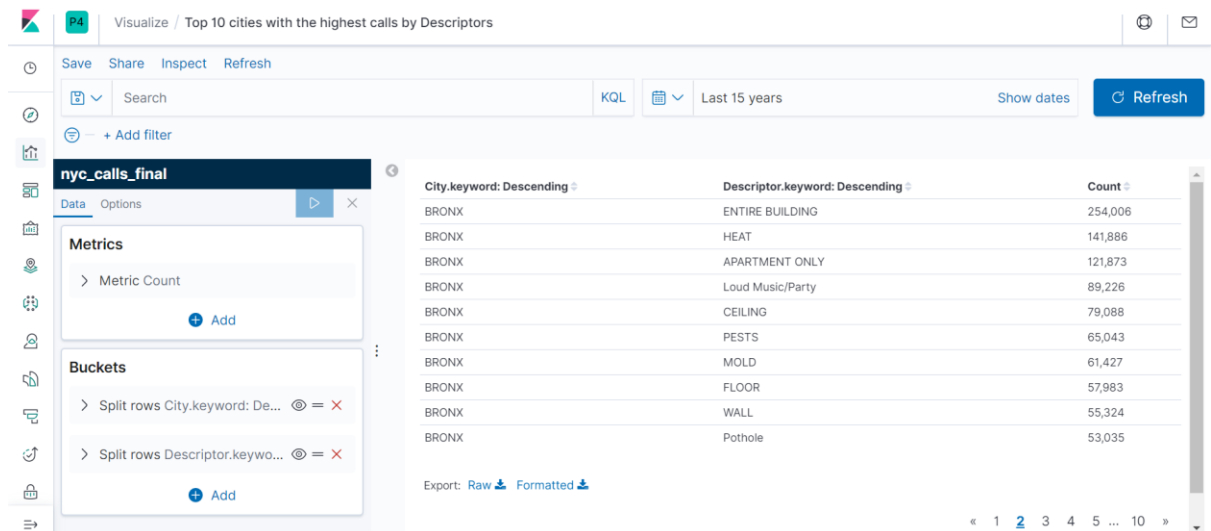 P4 Visualize / Top 10 cities with the highest calls by Descriptors
Save Share Inspect Refresh
Search KQL Last 15 years Show dates Refresh
+ Add filter
nyc_calls_final
Data Options
Metrics
Metric Count
Add
Buckets
Split rows City.keyword: De...
Split rows Descriptor.keywo...
Add
City.keyword: Descending Descriptor.keyword: Descending Count
BRONX ENTIRE BUILDING 254,006
BRONX HEAT 141,886
BRONX APARTMENT ONLY 121,873
BRONX Loud Music/Party 89,226
BRONX CEILING 79,088
BRONX PESTS 65,043
BRONX MOLD 61,427
BRONX FLOOR 57,983
BRONX WALL 55,324
BRONX Pothole 53,035
Export: Raw Formatted
« 1 2 3 4 5 ... 10 »